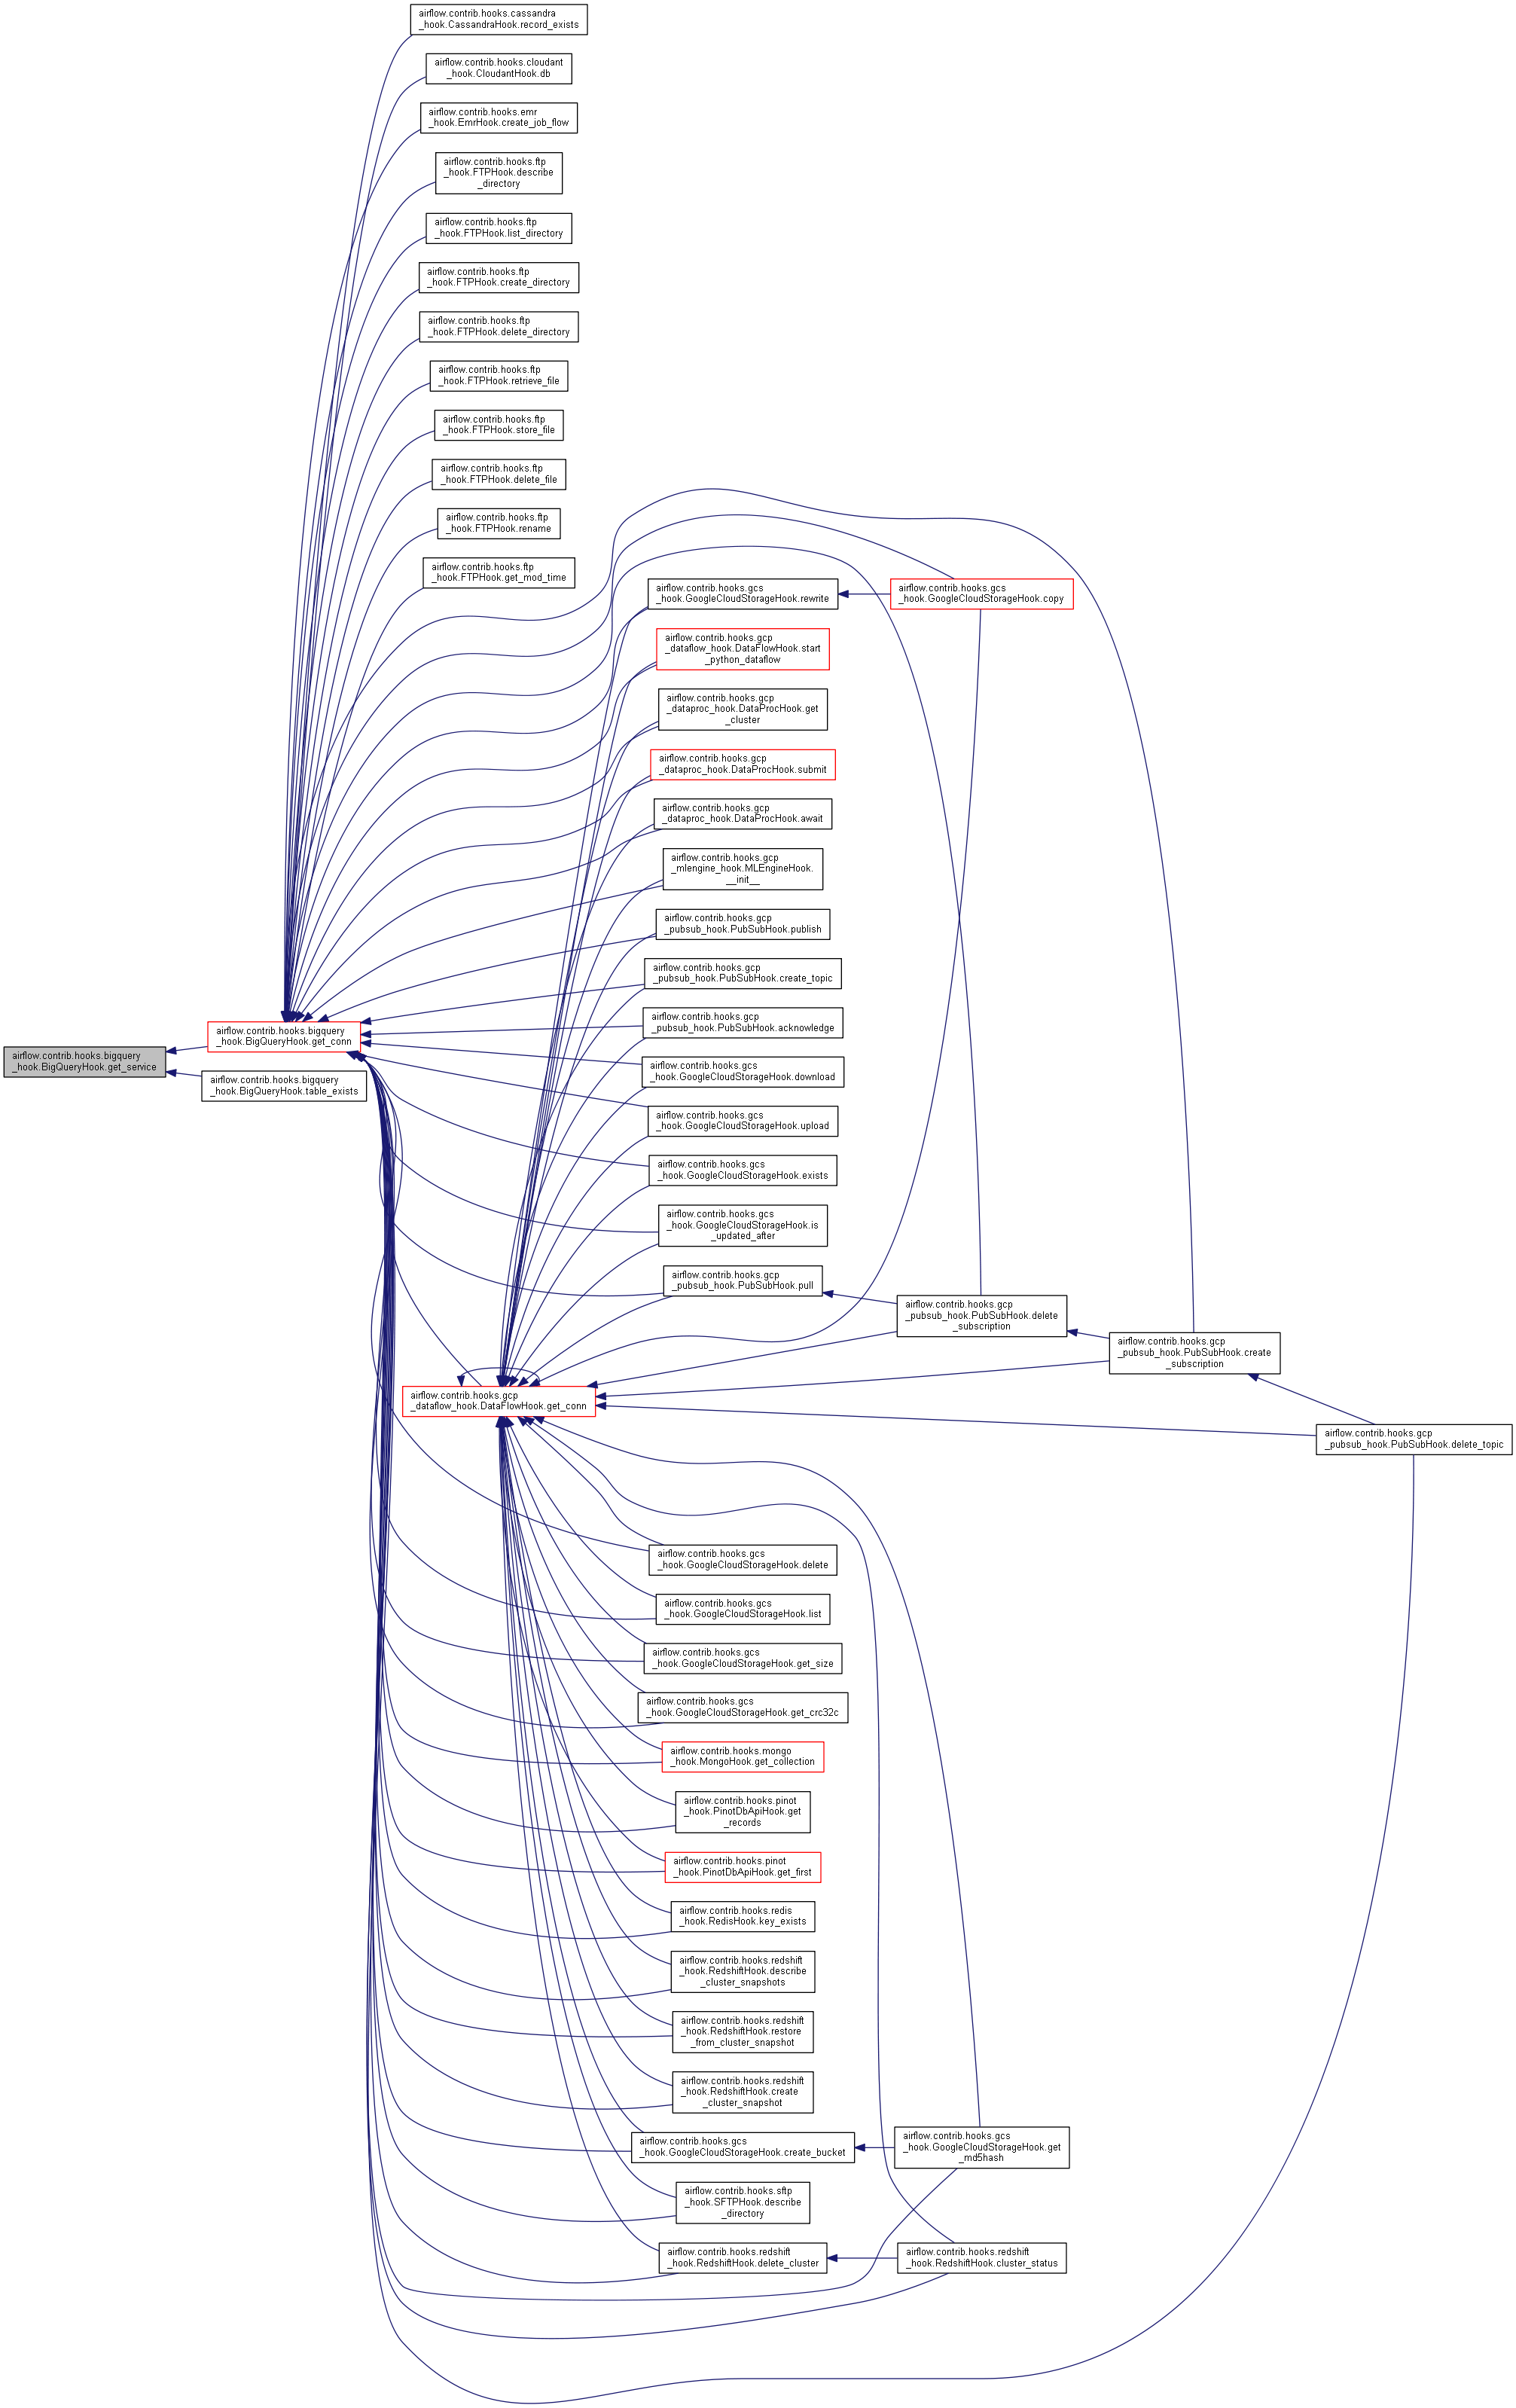 airflow.contrib.hooks.cassandra
_hook.CassandraHook.record_exists
airflow.contrib.hooks.cloudant
_hook.CloudantHook.db
airflow.contrib.hooks.emr
_hook.EmrHook.create_job_flow
airflow.contrib.hooks.ftp
_hook.FTPHook.describe
_directory
airflow.contrib.hooks.ftp
_hook.FTPHook.list_directory
airflow.contrib.hooks.ftp
_hook.FTPHook.create_directory
airflow.contrib.hooks.ftp
_hook.FTPHook.delete_directory
airflow.contrib.hooks.ftp
_hook.FTPHook.retrieve_file
airflow.contrib.hooks.ftp
_hook.FTPHook.store_file
airflow.contrib.hooks.ftp
_hook.FTPHook.delete_file
airflow.contrib.hooks.ftp
_hook.FTPHook.rename
airflow.contrib.hooks.ftp
_hook.FTPHook.get_mod_time
airflow.contrib.hooks.gcs
_hook.GoogleCloudStorageHook.rewrite
airflow.contrib.hooks.gcs
_hook.GoogleCloudStorageHook.copy
airflow.contrib.hooks.gcp
_dataflow_hook.DataFlowHook.start
_python_dataflow
airflow.contrib.hooks.gcp
_dataproc_hook.DataProcHook.get
_cluster
airflow.contrib.hooks.gcp
_dataproc_hook.DataProcHook.submit
airflow.contrib.hooks.gcp
_dataproc_hook.DataProcHook.await
airflow.contrib.hooks.gcp
_mlengine_hook.MLEngineHook.
__init__
airflow.contrib.hooks.gcp
_pubsub_hook.PubSubHook.publish
airflow.contrib.hooks.gcp
_pubsub_hook.PubSubHook.create_topic
airflow.contrib.hooks.gcp
_pubsub_hook.PubSubHook.acknowledge
airflow.contrib.hooks.bigquery
_hook.BigQueryHook.get_conn
airflow.contrib.hooks.bigquery
_hook.BigQueryHook.get_service
airflow.contrib.hooks.bigquery
_hook.BigQueryHook.table_exists
airflow.contrib.hooks.gcs
_hook.GoogleCloudStorageHook.download
airflow.contrib.hooks.gcs
_hook.GoogleCloudStorageHook.upload
airflow.contrib.hooks.gcs
_hook.GoogleCloudStorageHook.exists
airflow.contrib.hooks.gcs
_hook.GoogleCloudStorageHook.is
_updated_after
airflow.contrib.hooks.gcp
_pubsub_hook.PubSubHook.pull
airflow.contrib.hooks.gcp
_pubsub_hook.PubSubHook.delete
_subscription
airflow.contrib.hooks.gcp
_pubsub_hook.PubSubHook.create
_subscription
airflow.contrib.hooks.gcp
_dataflow_hook.DataFlowHook.get_conn
airflow.contrib.hooks.gcp
_pubsub_hook.PubSubHook.delete_topic
airflow.contrib.hooks.gcs
_hook.GoogleCloudStorageHook.delete
airflow.contrib.hooks.gcs
_hook.GoogleCloudStorageHook.list
airflow.contrib.hooks.gcs
_hook.GoogleCloudStorageHook.get_size
airflow.contrib.hooks.gcs
_hook.GoogleCloudStorageHook.get_crc32c
airflow.contrib.hooks.mongo
_hook.MongoHook.get_collection
airflow.contrib.hooks.pinot
_hook.PinotDbApiHook.get
_records
airflow.contrib.hooks.pinot
_hook.PinotDbApiHook.get_first
airflow.contrib.hooks.redis
_hook.RedisHook.key_exists
airflow.contrib.hooks.redshift
_hook.RedshiftHook.describe
_cluster_snapshots
airflow.contrib.hooks.redshift
_hook.RedshiftHook.restore
_from_cluster_snapshot
airflow.contrib.hooks.redshift
_hook.RedshiftHook.create
_cluster_snapshot
airflow.contrib.hooks.gcs
_hook.GoogleCloudStorageHook.create_bucket
airflow.contrib.hooks.gcs
_hook.GoogleCloudStorageHook.get
_md5hash
airflow.contrib.hooks.sftp
_hook.SFTPHook.describe
_directory
airflow.contrib.hooks.redshift
_hook.RedshiftHook.delete_cluster
airflow.contrib.hooks.redshift
_hook.RedshiftHook.cluster_status